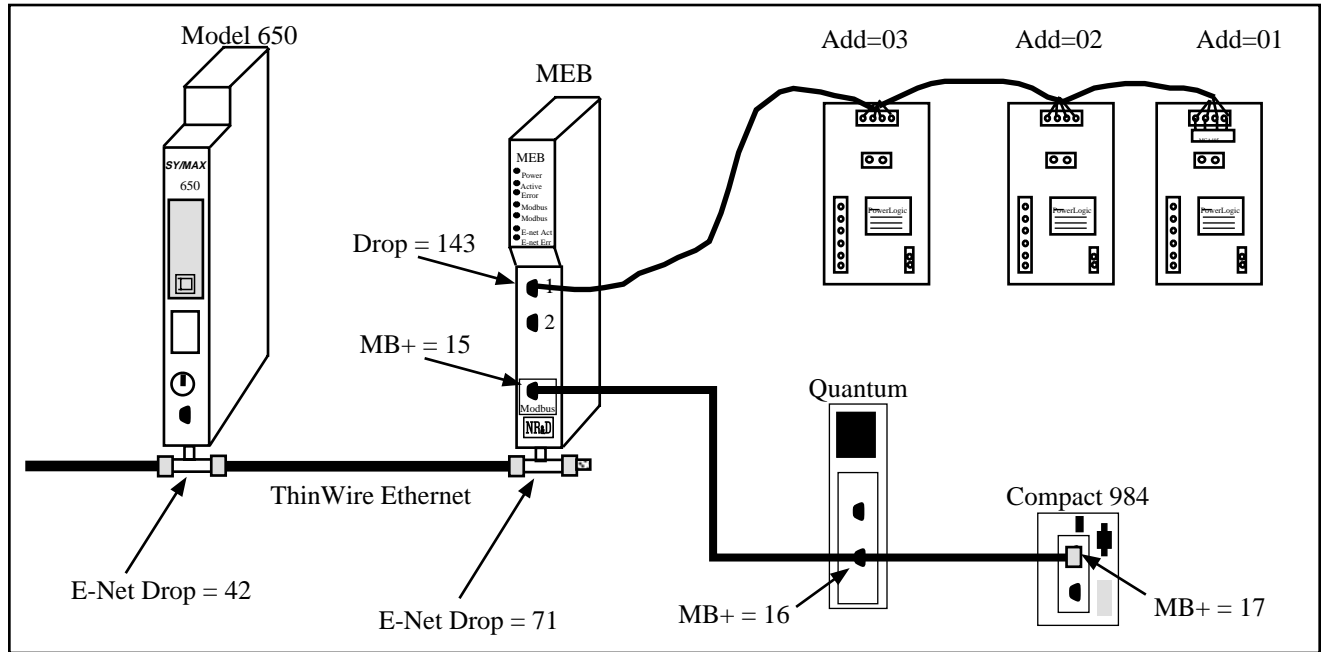 Model 650
MEB
Add=03
Add=02
Add=01
SY/MAX
650
MEB
Power
Active
Error
Modbus
Modbus
E-net Act
E-net Err
Drop = 143
1
2
MB+ = 15
Modbus
NR&D
PowerLogic
PowerLogic
PowerLogic
Quantum
Compact 984
ThinWire Ethernet
E-Net Drop = 42
E-Net Drop = 71
MB+ = 16
MB+ = 17